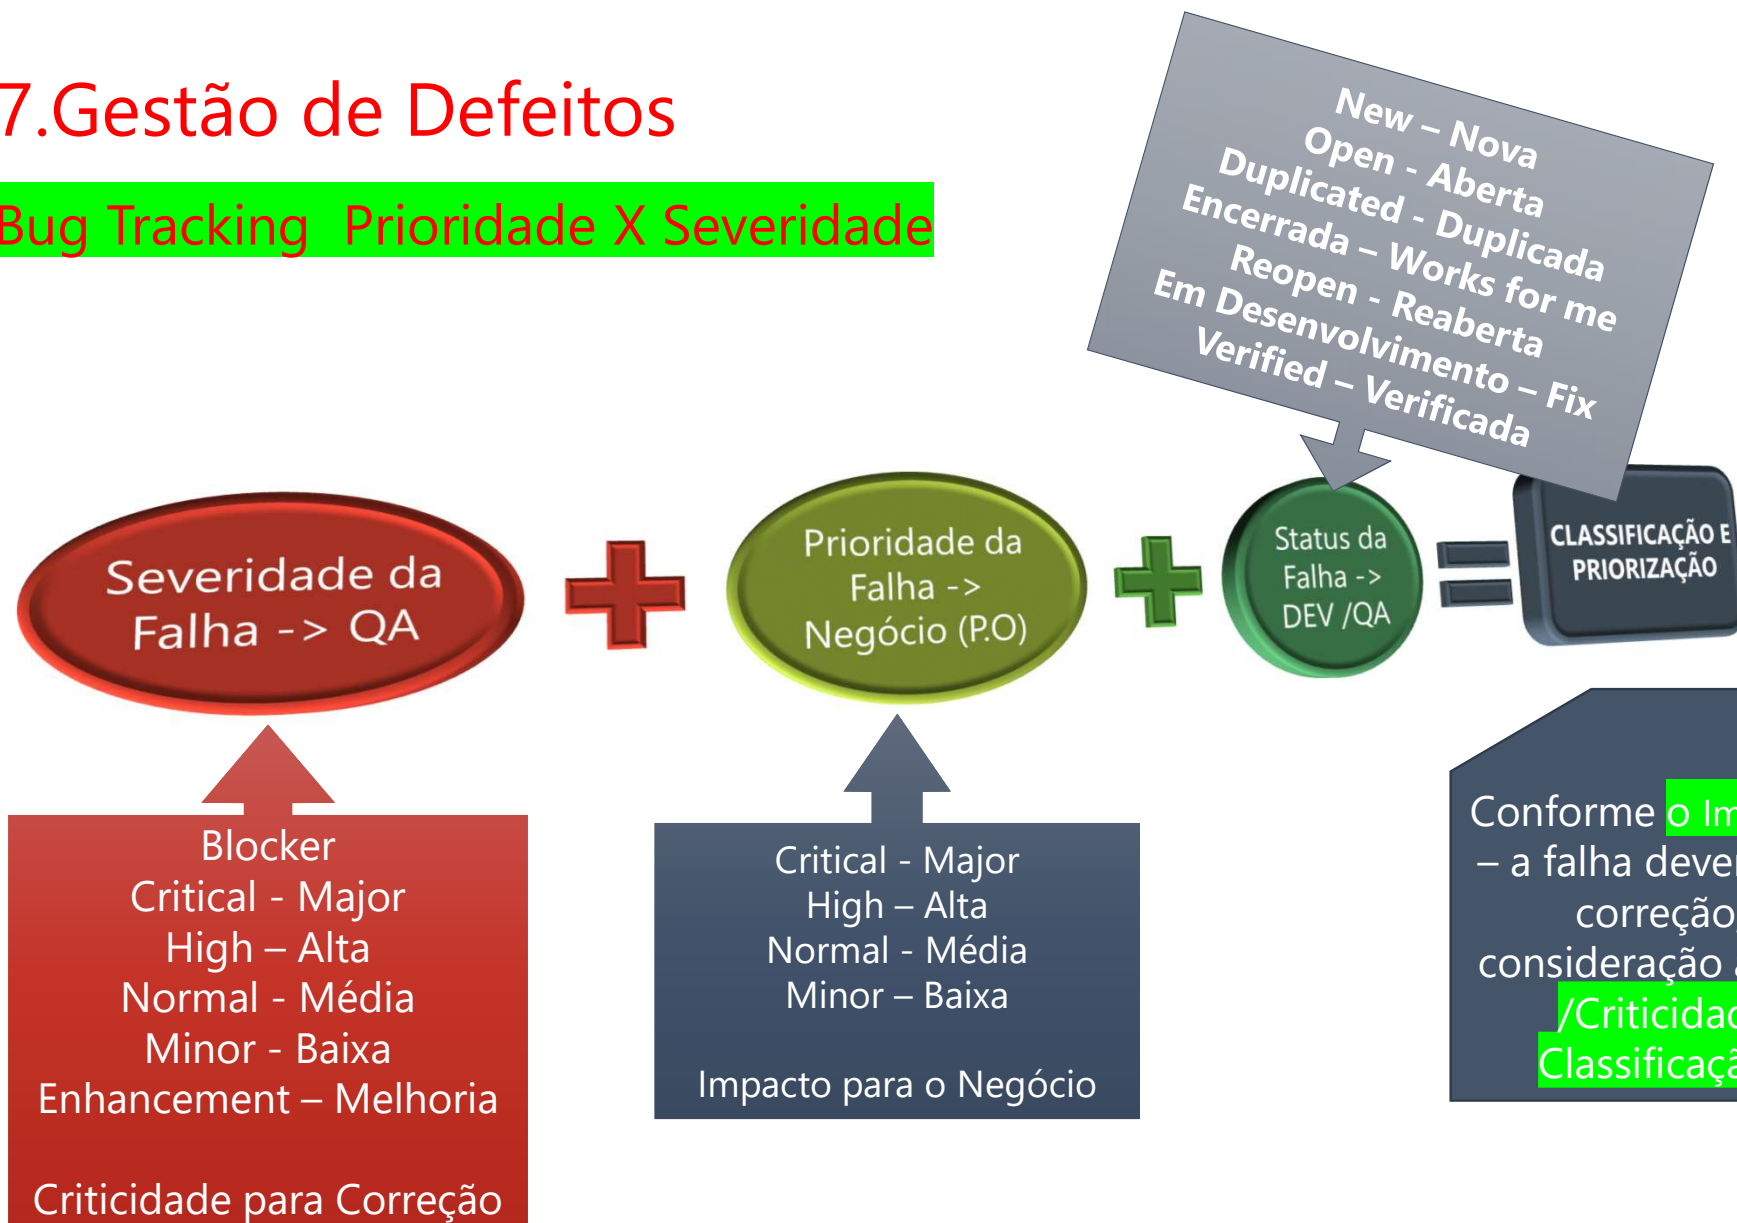 7.Gestão de Defeitos
Bug Tracking Prioridade X Severidade
New – Nova
Open - Aberta
Duplicated - Duplicada
Encerrada – Works for me
Reopen - Reaberta
Em Desenvolvimento – Fix
Verified – Verificada
Severidade da
Falha -> QA
Prioridade da
Falha ->
Negócio (P.O)
Status da
Falha ->
DEV /QA
CLASSIFICAÇÃO E
PRIORIZAÇÃO
Blocker
Critical - Major
High – Alta
Normal - Média
Minor - Baixa
Enhancement – Melhoria
Criticidade para Correção
Critical - Major
High – Alta
Normal - Média
Minor – Baixa
Impacto para o Negócio
Conforme o
– a falha
correção,
consideração